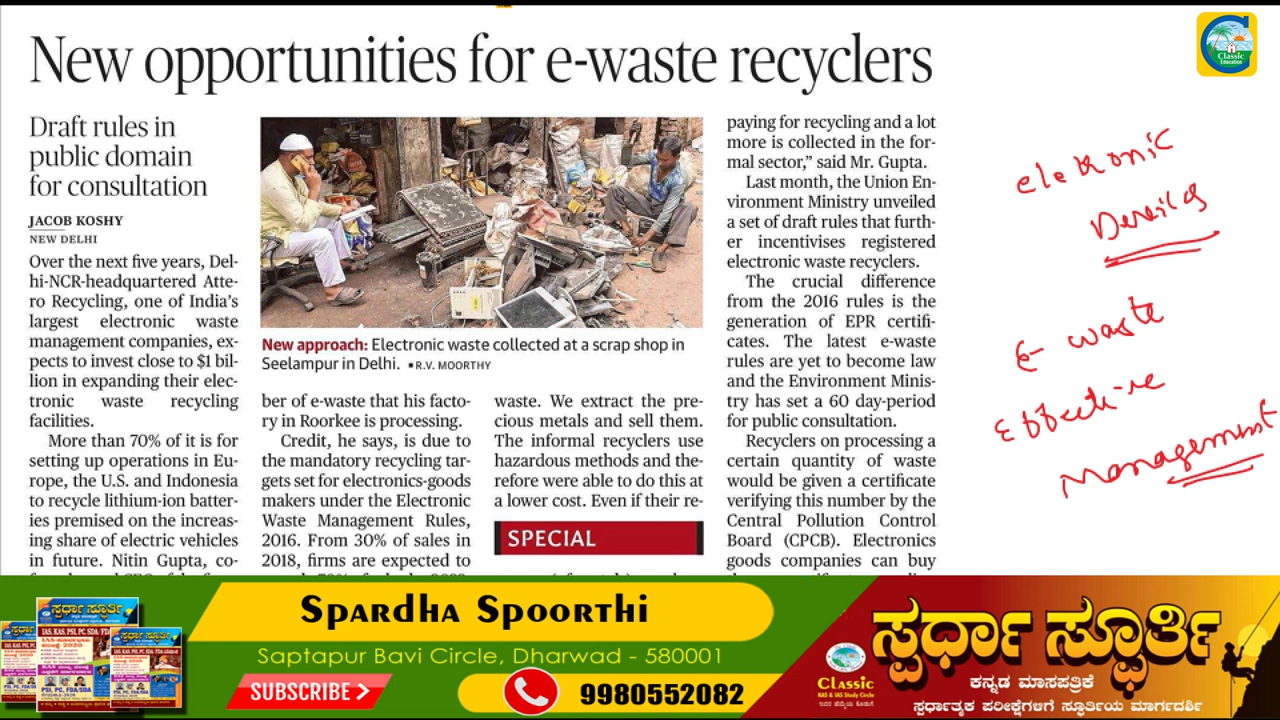 New opportunities for e-waste recyclers
Draft rules in
public domain
for consultation
JACOB KOSHY
NEW DELHI
Over the next five years, Del-
hi-NCR-headquartered Atte-
ro Recycling, one of India's
largest electronic waste
management companies, ex-
pects to invest close to $1 bil-
lion in expanding their elec-
tronic waste recycling
facilities.
More than 70% of it is for
setting up operations in Eu-
rope, the U.S. and Indonesia
to recycle lithium-ion batter-
ies premised on the increas-
ing share of electric vehicles
in future. Nitin Gupta, co-
New approach: Electronic waste collected at a scrap shop in
Seelampur in Delhi. ▪R.V. MOORTHY
ber of e-waste that his facto-
ry in Roorkee is processing.
Credit, he says, is due to
the mandatory recycling tar-
gets set for electronics-goods
makers under the Electronic
Waste Management Rules,
2016. From 30% of sales in
2018, firms are expected to
waste. We extract the pre-
cious metals and sell them.
The informal recyclers use
hazardous methods and the-
refore were able to do this at
a lower cost. Even if their re-
SPECIAL
paying for recycling and a lot
more is collected in the for-
mal sector," said Mr. Gupta.
Last month, the Union En-
vironment Ministry unveiled
a set of draft rules that furth-
er incentivises registered
electronic waste recyclers.
The crucial difference
from the 2016 rules is the
generation of EPR certifi-
cates. The latest e-waste
rules are yet to become law
and the Environment Minis-
try has set a 60 day-period
for public consultation.
Recyclers on processing a
certain quantity of waste
would be given a certificate
verifying this number by the
Central Pollution Control
Board (CPCB). Electronics
goods companies can buy
Classic
Education
E- waste
Effective
Management
Spardha Spoorthi
Saptapur Bavi Circle, Dharwad - 580001
SUBSCRIBE
9980552082
ಸ್ಪರ್ಧಾ ಸ್ಫೂರ್ತಿ
ಕನ್ನಡ ಮಾಸಪತ್ರಿಕೆ
ಸ್ಪರ್ಧಾತ್ಮಕ ಪರೀಕ್ಷೆಗಳಿಗೆ ಸ್ಫೂರ್ತಿಯ ಮಾರ್ಗದರ್ಶಿ
Classic
KAS & IAS Study Circle